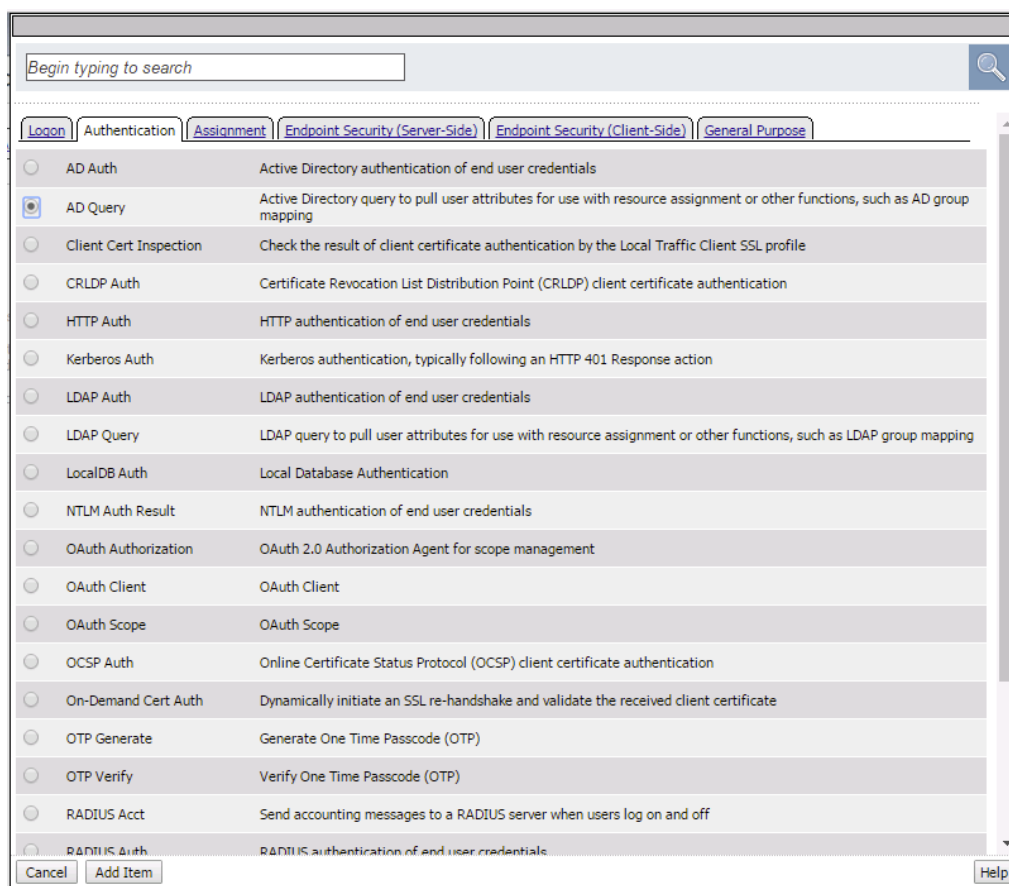 Begin typing to search
Logon Authentication Assignment Endpoint Security (Server-Side) Endpoint Security (Client-Side) General Purpose
AD Auth Active Directory authentication of end user credentials
AD Query Active Directory query to pull user attributes for use with resource assignment or other functions, such as AD group
mapping
Client Cert Inspection Check the result of client certificate authentication by the Local Traffic Client SSL profile
CRLDP Auth Certificate Revocation List Distribution Point (CRLDP) client certificate authentication
HTTP Auth HTTP authentication of end user credentials
Kerberos Auth Kerberos authentication, typically following an HTTP 401 Response action
LDAP Auth LDAP authentication of end user credentials
LDAP Query LDAP query to pull user attributes for use with resource assignment or other functions, such as LDAP group mapping
LocalDB Auth Local Database Authentication
NTLM Auth Result NTLM authentication of end user credentials
OAuth Authorization OAuth 2.0 Authorization Agent for scope management
OAuth Client OAuth Client
OAuth Scope OAuth Scope
OCSP Auth Online Certificate Status Protocol (OCSP) client certificate authentication
On-Demand Cert Auth Dynamically initiate an SSL re-handshake and validate the received client certificate
OTP Generate Generate One Time Passcode (OTP)
OTP Verify Verify One Time Passcode (OTP)
RADIUS Acct Send accounting messages to a RADIUS server when users log on and off
RADIUS Auth RADIUS authentication of end user credentials
Cancel Add Item Help